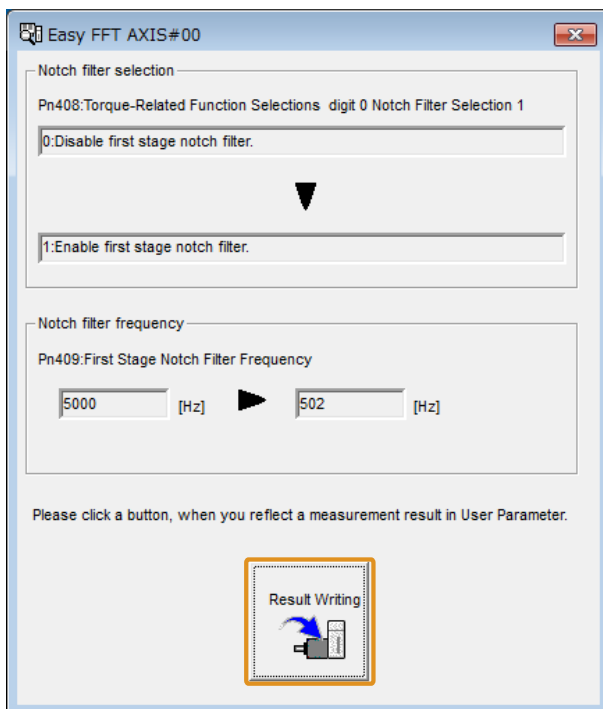 Easy FFT AXIS#00
Notch filter selection
Pn408:Torque-Related Function Selections digit 0 Notch Filter Selection 1
0:Disable first stage notch filter.
1:Enable first stage notch filter.
Notch filter frequency
Pn409:First Stage Notch Filter Frequency
5000 [Hz] 502 [Hz]
Please click a button, when you reflect a measurement result in User Parameter.
Result Writing